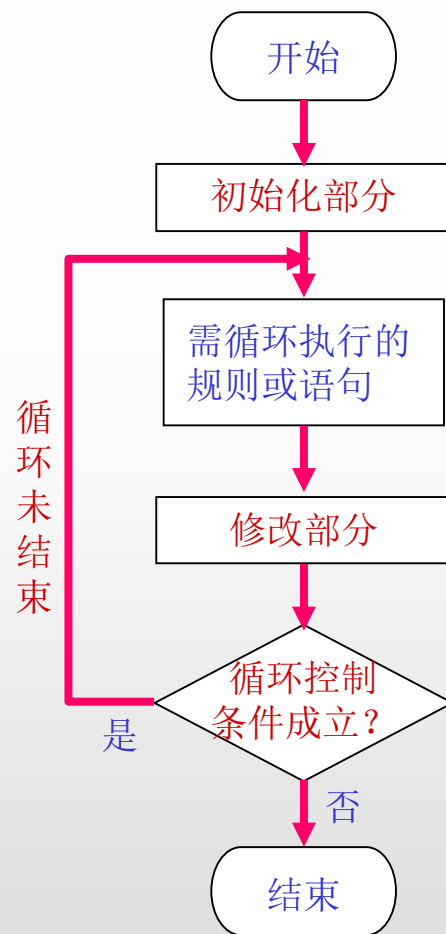 开始
初始化部分
需循环执行的
规则或语句
循环未结束
修改部分
循环控制
条件成立？
是
否
结束